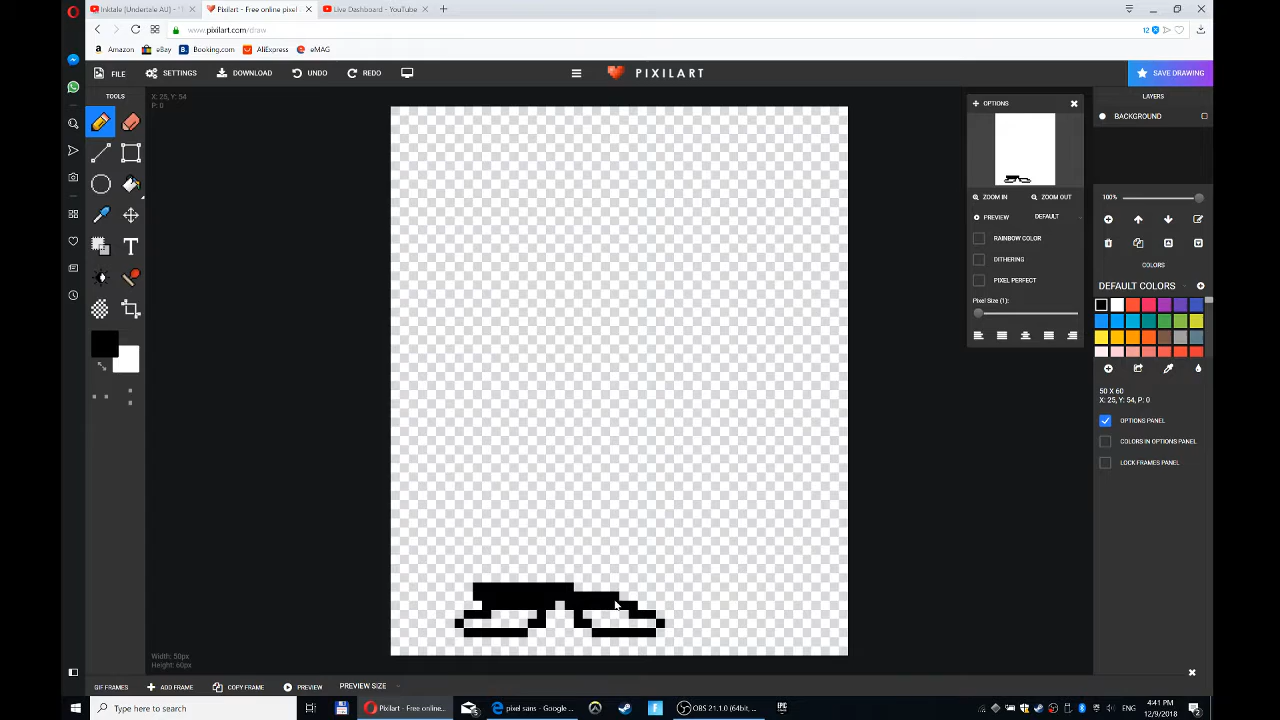 Inktale [Undertale AU] - "
Pixilart - Free online pixel
Live Dashboard - YouTube
www.pixilart.com/draw
12
Amazon
eBay
Booking.com
AliExpress
eMAG
FILE
SETTINGS
DOWNLOAD
UNDO
REDO
PIXILART
SAVE DRAWING
TOOLS
X: 25, Y: 54
P: 0
OPTIONS
LAYERS
BACKGROUND
ZOOM IN
ZOOM OUT
100%
PREVIEW
DEFAULT
RAINBOW COLOR
DITHERING
PIXEL PERFECT
Pixel Size (1):
COLORS
DEFAULT COLORS
50 X 60
X: 25, Y: 54, P: 0
OPTIONS PANEL
COLORS IN OPTIONS PANEL
LOCK FRAMES PANEL
Width: 50px
Height: 60px
GIF FRAMES
ADD FRAME
COPY FRAME
PREVIEW
PREVIEW SIZE
Type here to search
Pixilart - Free online...
pixel sans - Google ...
OBS 21.1.0 (64bit, ...
ENG
4:41 PM
12/9/2018